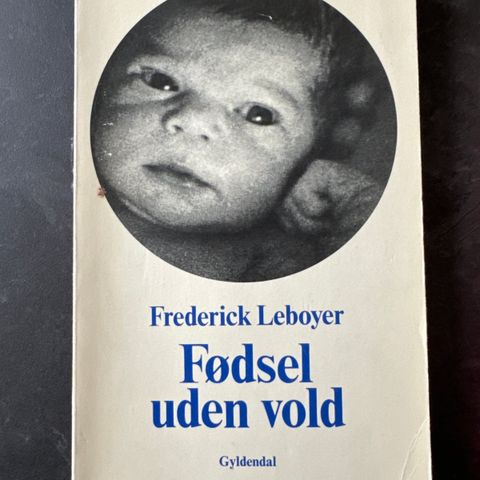 Frederick Leboyer
Fødsel
uden vold
Gyldendal